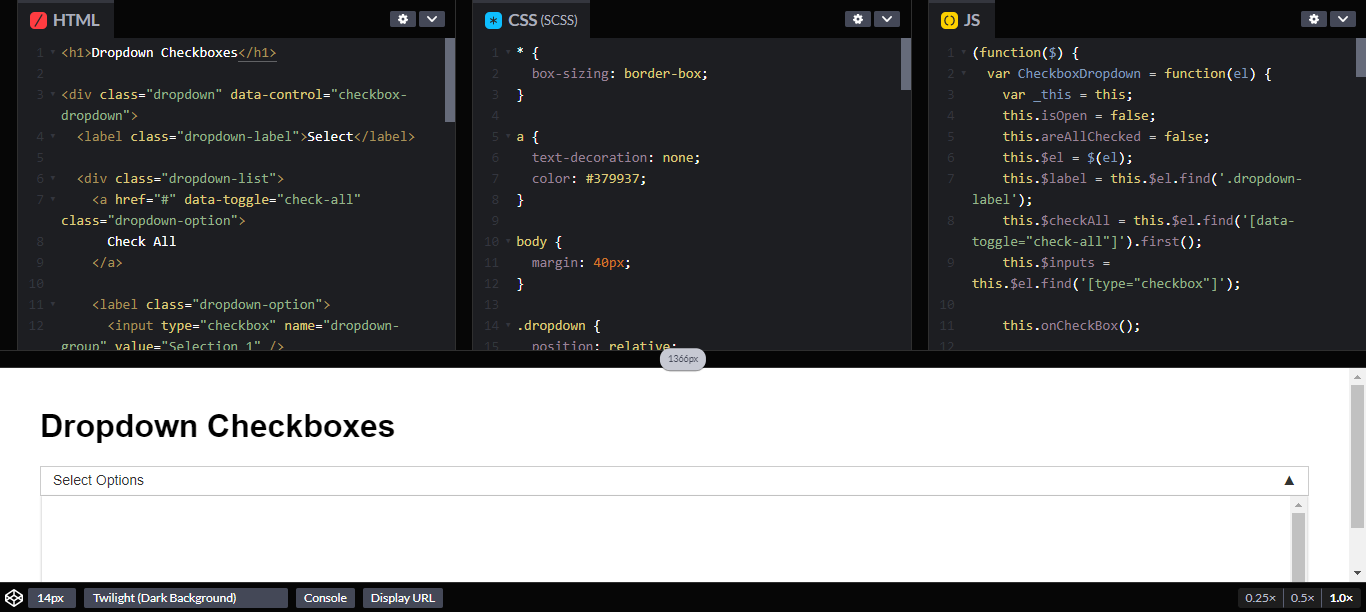 HTML
1 <h1>Dropdown Checkboxes</h1>
2
3 <div class="dropdown" data-control="checkbox-
dropdown">
4 <label class="dropdown-label">Select</label>
5
6 <div class="dropdown-list">
7 <a href="#" data-toggle="check-all"
class="dropdown-option">
8 Check All
9 </a>
10
11 <label class="dropdown-option">
12 <input type="checkbox" name="dropdown-
group" value="Selection 1" />
CSS (SCSS)
1 * {
2 box-sizing: border-box;
3 }
4
5 a {
6 text-decoration: none;
7 color: #379937;
8 }
9
10 body {
11 margin: 40px;
12 }
13
14 .dropdown {
15 position: relative;
JS
1 (function($) {
2 var CheckboxDropdown = function(el) {
3 var _this = this;
4 this.isOpen = false;
5 this.areAllChecked = false;
6 this.$el = $(el);
7 this.$label = this.$el.find('.dropdown-
label');
8 this.$checkAll = this.$el.find('[data-
toggle="check-all"]').first();
9 this.$inputs =
this.$el.find('[type="checkbox"]');
10
11 this.onCheckBox();
12
1366px
Dropdown Checkboxes
Select Options ▲
14px Twilight (Dark Background) Console Display URL 0.25× 0.5× 1.0×